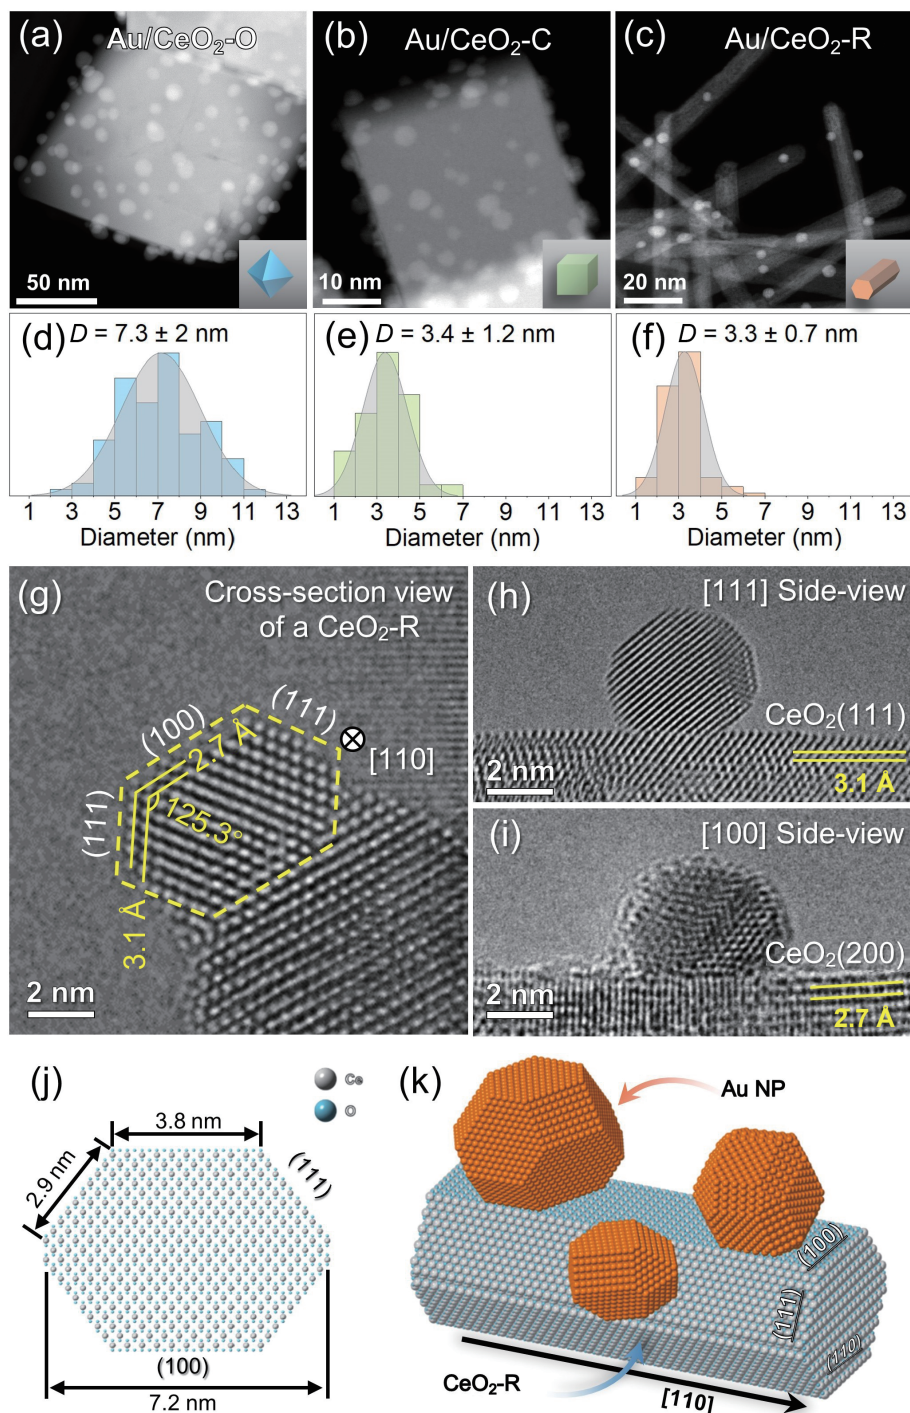 (a) Au/CeO₂-O
50 nm
(b) Au/CeO₂-C
10 nm
(c) Au/CeO₂-R
20 nm
(d) D = 7.3 ± 2 nm
1 3 5 7 9 11 13
Diameter (nm)
(e) D = 3.4 ± 1.2 nm
1 3 5 7 9 11 13
Diameter (nm)
(f) D = 3.3 ± 0.7 nm
1 3 5 7 9 11 13
Diameter (nm)
(g) Cross-section view
of a CeO₂-R
(100)
(111)
2.7 Å
[110]
(111)
125.3°
3.1 Å
2 nm
(h) [111] Side-view
CeO₂(111)
2 nm
3.1 Å
(i) [100] Side-view
CeO₂(200)
2 nm
2.7 Å
(j)
Ce
O
3.8 nm
2.9 nm
(111)
(100)
7.2 nm
(k)
Au NP
(100)
(111)
(110)
CeO₂-R
[110]